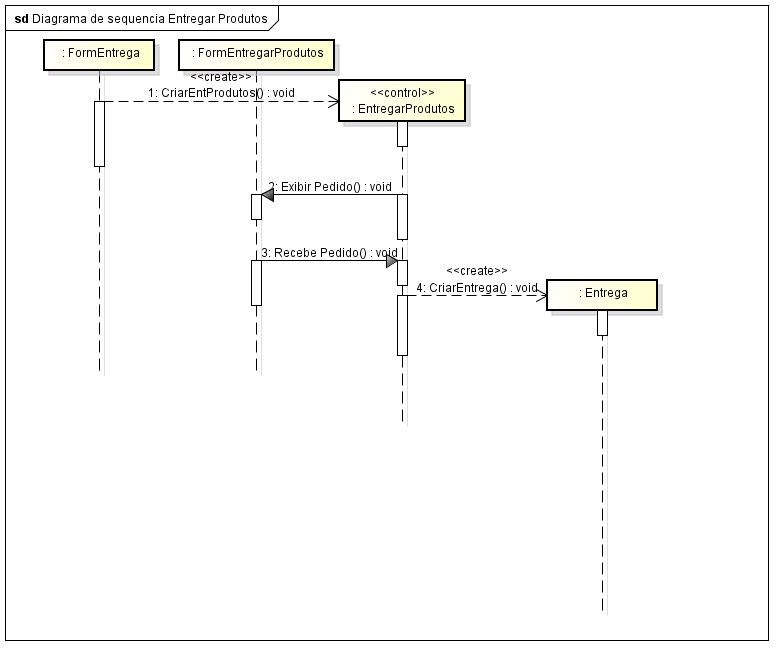 sd Diagrama de sequencia Entregar Produtos
: FormEntrega
: FormEntregarProdutos
<<create>>
1: CriarEntProdutos() : void
<<control>>
: EntregarProdutos
2: Exibir Pedido() : void
3: Recebe Pedido() : void
<<create>>
4: CriarEntrega() : void
: Entrega